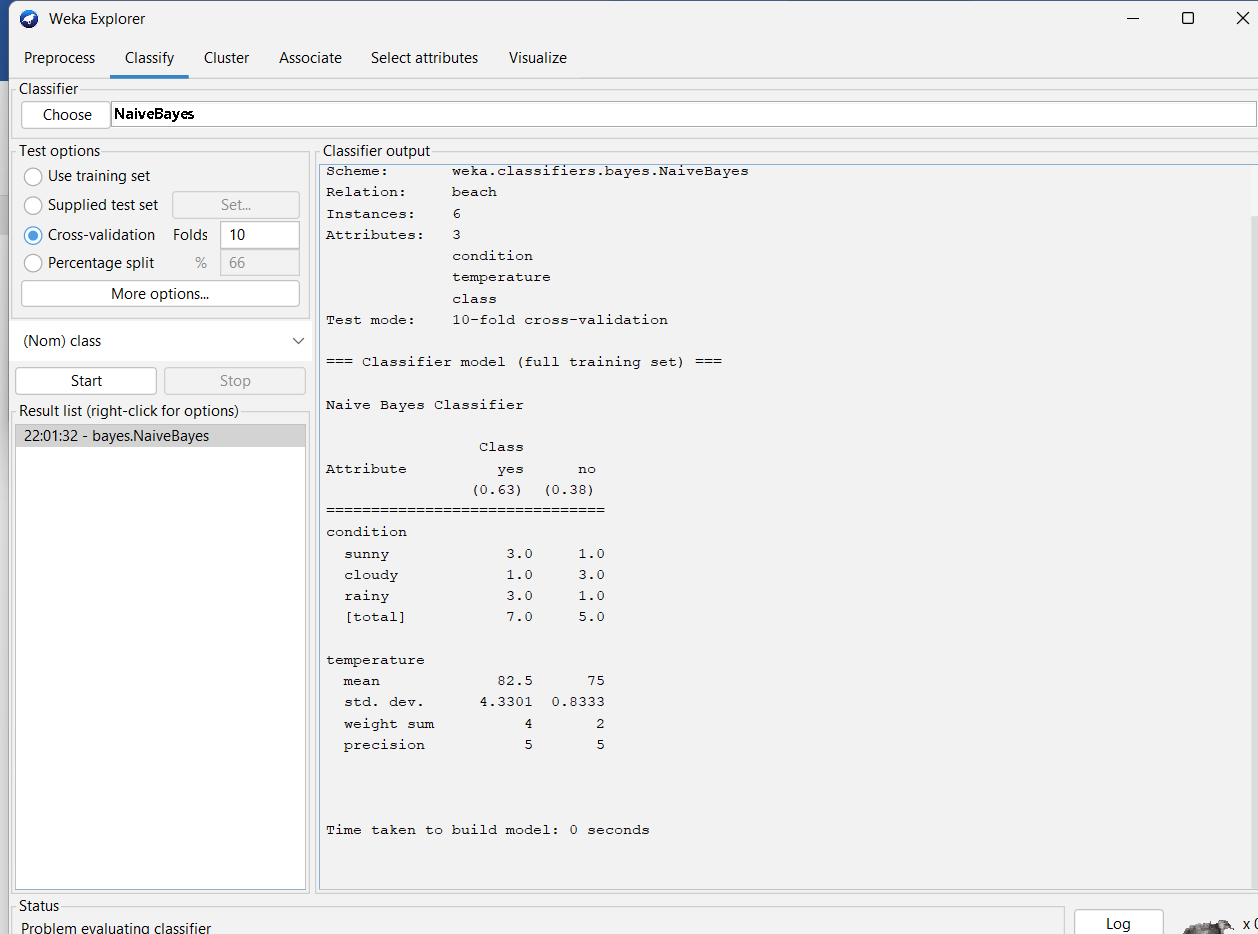 Weka Explorer
Preprocess Classify Cluster Associate Select attributes Visualize
Classifier
Choose NaiveBayes
Test options
Use training set
Supplied test set Set...
Cross-validation Folds 10
Percentage split % 66
More options...
(Nom) class
Start Stop
Result list (right-click for options)
22:01:32 - bayes.NaiveBayes
Classifier output
Scheme: weka.classifiers.bayes.NaiveBayes
Relation: beach
Instances: 6
Attributes: 3
condition
temperature
class
Test mode: 10-fold cross-validation
=== Classifier model (full training set) ===
Naive Bayes Classifier
Class
Attribute yes no
(0.63) (0.38)
===============================
condition
sunny 3.0 1.0
cloudy 1.0 3.0
rainy 3.0 1.0
[total] 7.0 5.0
temperature
mean 82.5 75
std. dev. 4.3301 0.8333
weight sum 4 2
precision 5 5
Time taken to build model: 0 seconds
Status
Problem evaluating classifier
Log
x 0